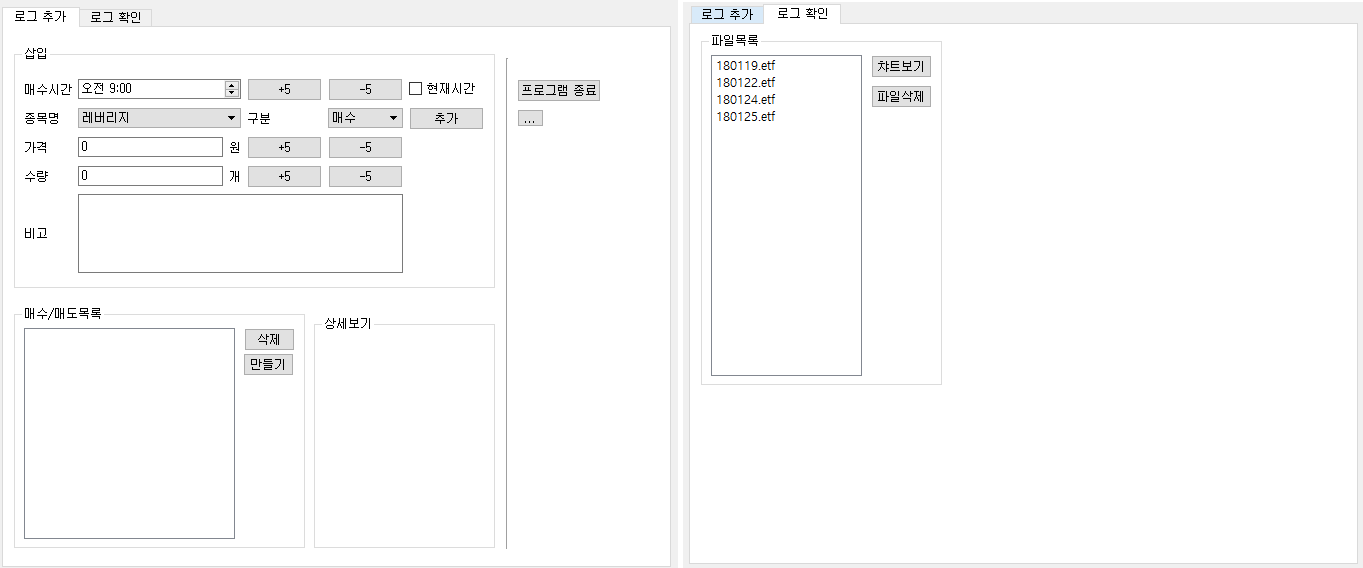 로그 추가 로그 확인
삽입
매수시간 오전 9:00 +5 -5 현재시간
종목명 레버리지 구분 매수 추가
가격 0 원 +5 -5
수량 0 개 +5 -5
비고
프로그램 종료
...
매수/매도목록
삭제
만들기
상세보기
로그 추가 로그 확인
파일목록
180119.etf
180122.etf
180124.etf
180125.etf
챠트보기
파일삭제